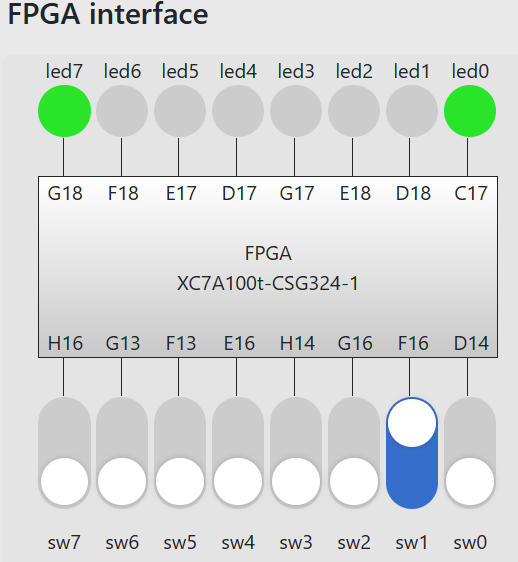 FPGA interface
led7 led6 led5 led4 led3 led2 led1 led0
G18 F18 E17 D17 G17 E18 D18 C17
FPGA
XC7A100t-CSG324-1
H16 G13 F13 E16 H14 G16 F16 D14
sw7 sw6 sw5 sw4 sw3 sw2 sw1 sw0